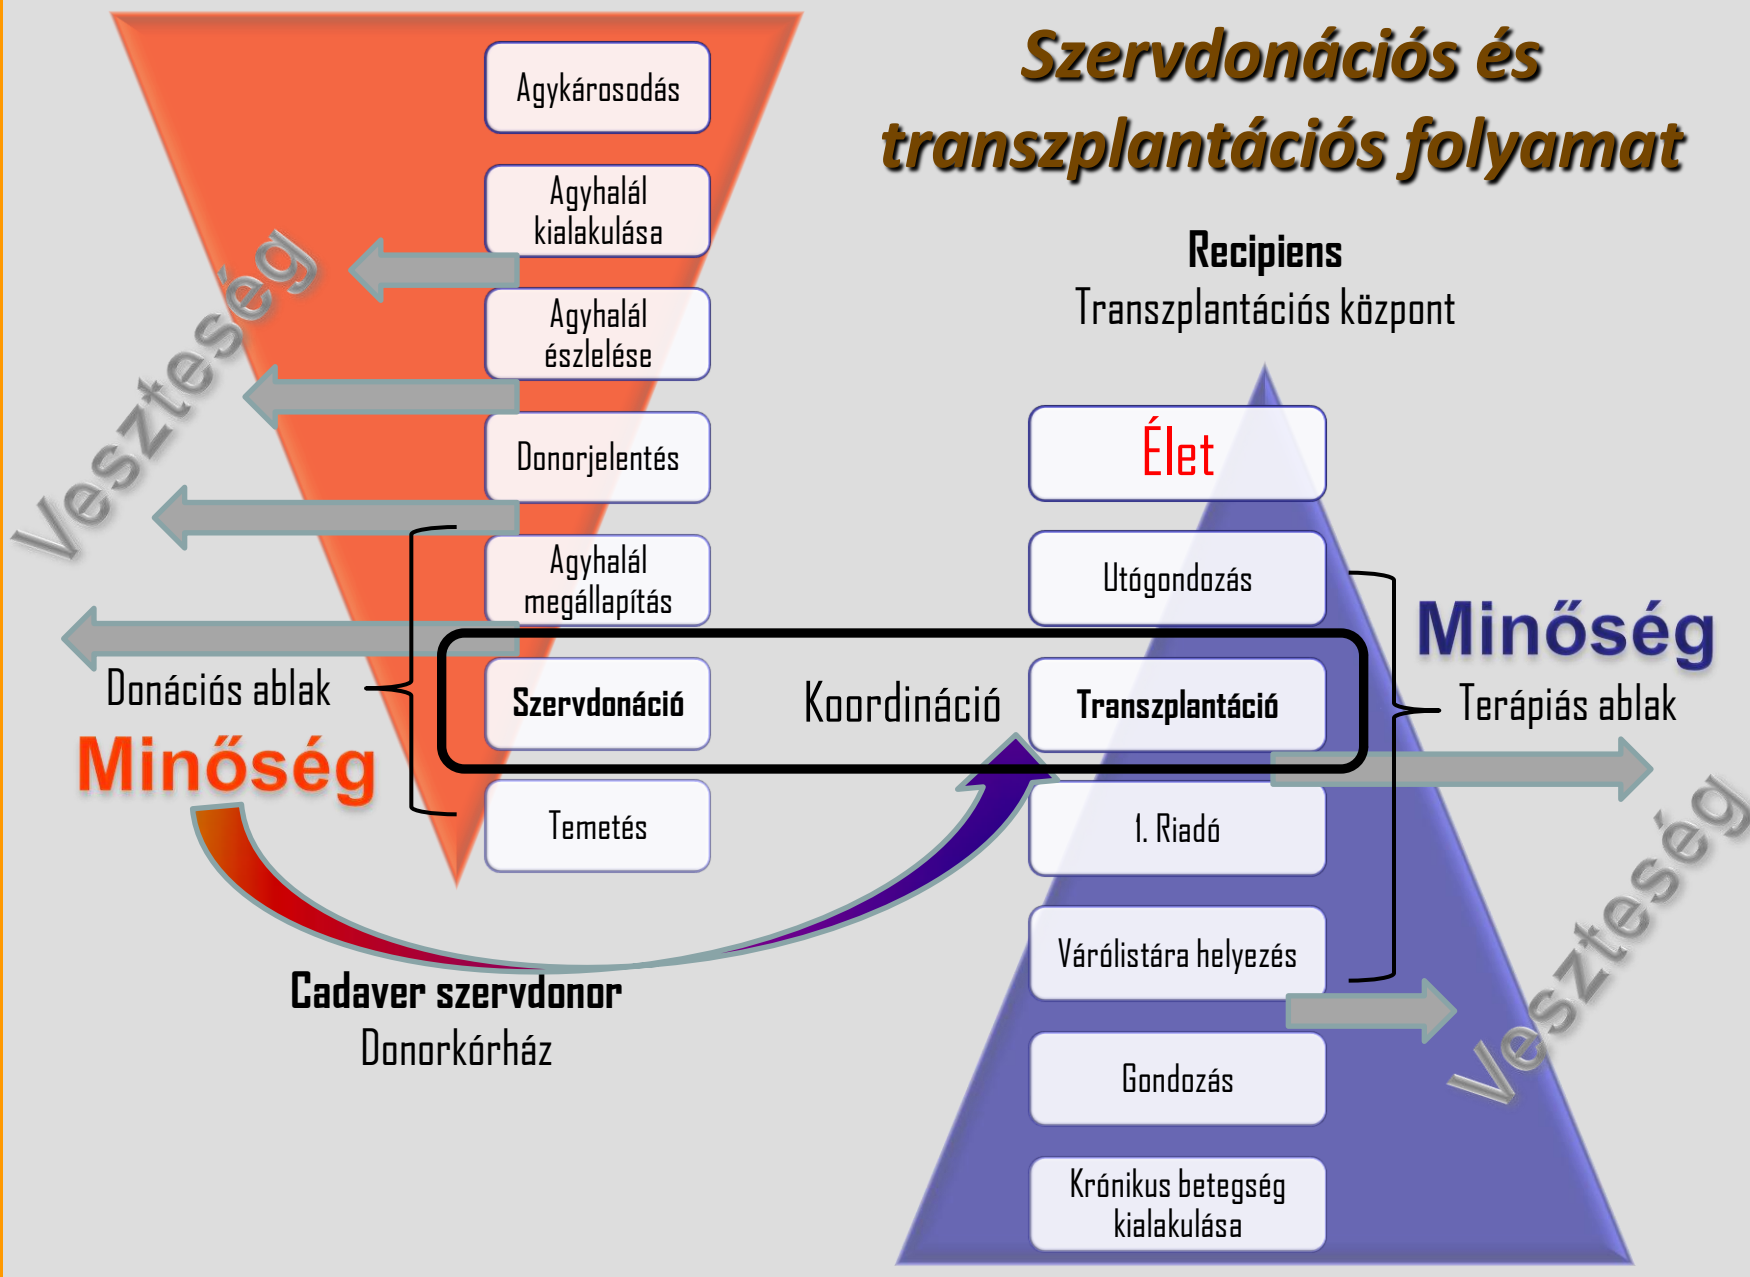 Szervdonációs és
transzplantációs folyamat
Agykárosodás
Agyhalál
kialakulása
Agyhalál
észlelése
Donorjelentés
Agyhalál
megállapítás
Szervdonáció
Temetés
Veszteség
Donációs ablak
Minőség
Cadaver szervdonor
Donorkórház
Koordináció
Recipiens
Transzplantációs központ
Élet
Utógondozás
Transzplantáció
1. Riadó
Várólistára helyezés
Gondozás
Krónikus betegség
kialakulása
Minőség
Terápiás ablak
Veszteség